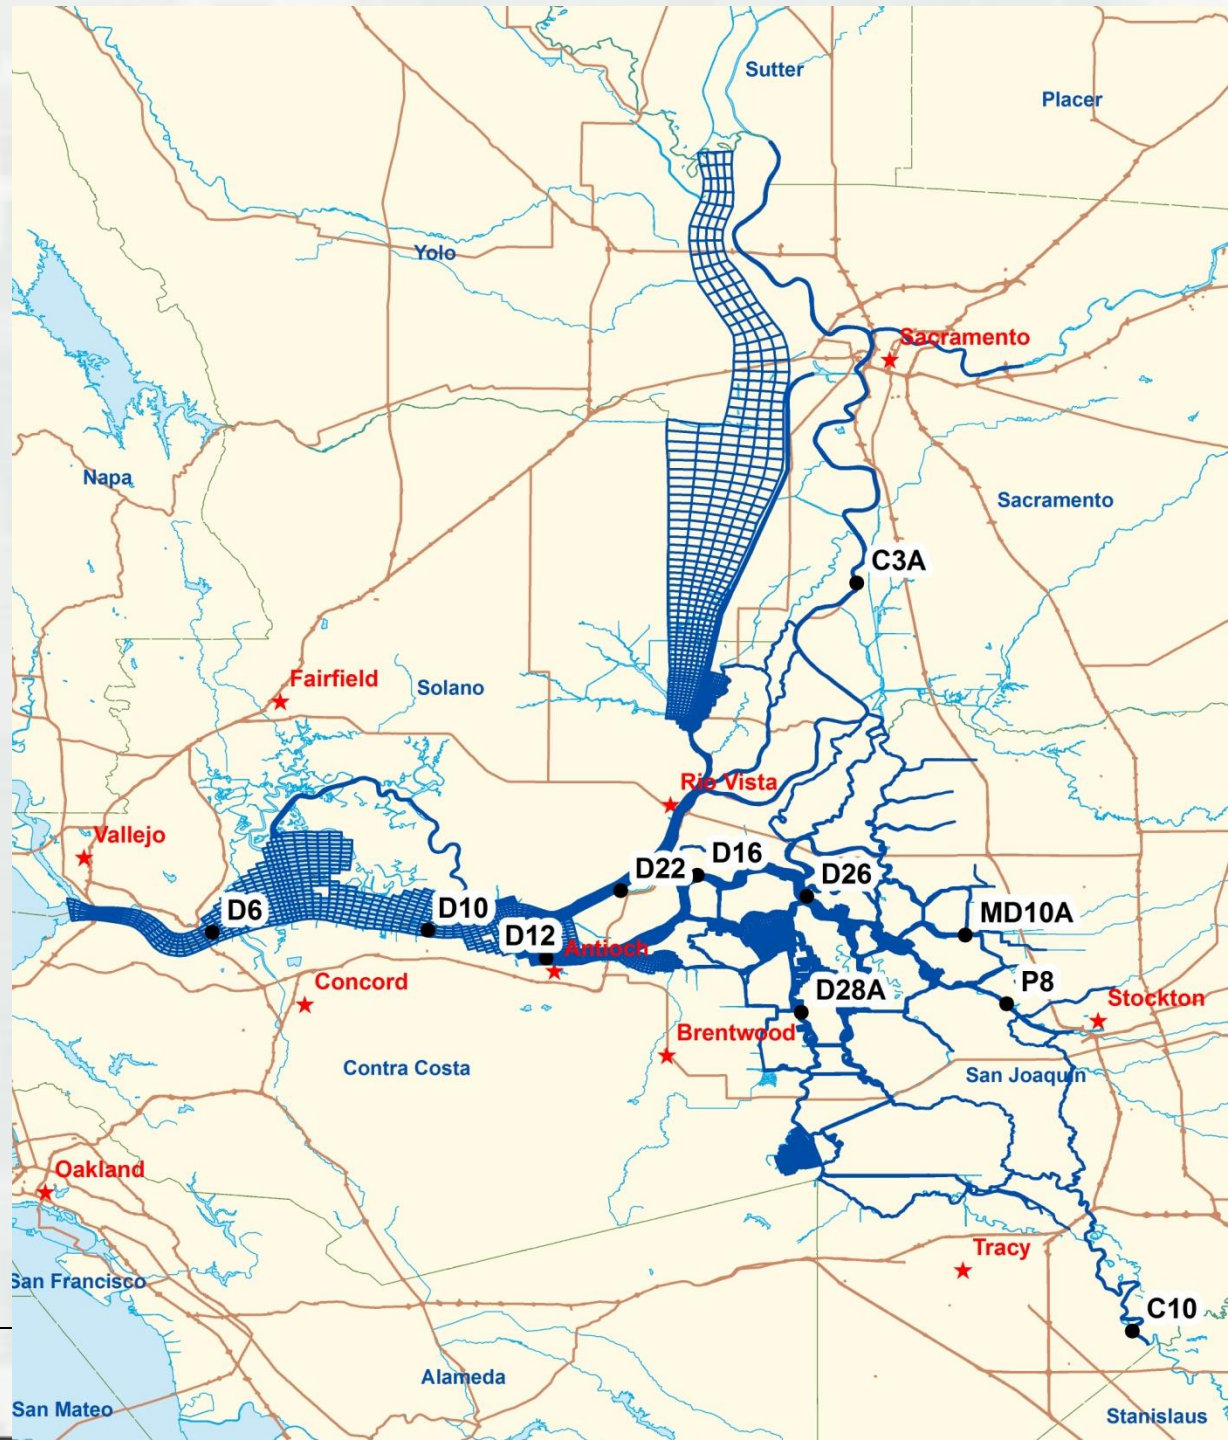 Sutter
Placer
Yolo
Sacramento
Napa
Sacramento
C3A
Fairfield
Solano
Rio Vista
Vallejo
D16
D22
D26
D6
D10
MD10A
D12
Antioch
Concord
P8
D28A
Stockton
Brentwood
Contra Costa
San Joaquin
Oakland
Tracy
San Francisco
C10
Alameda
San Mateo
Stanislaus